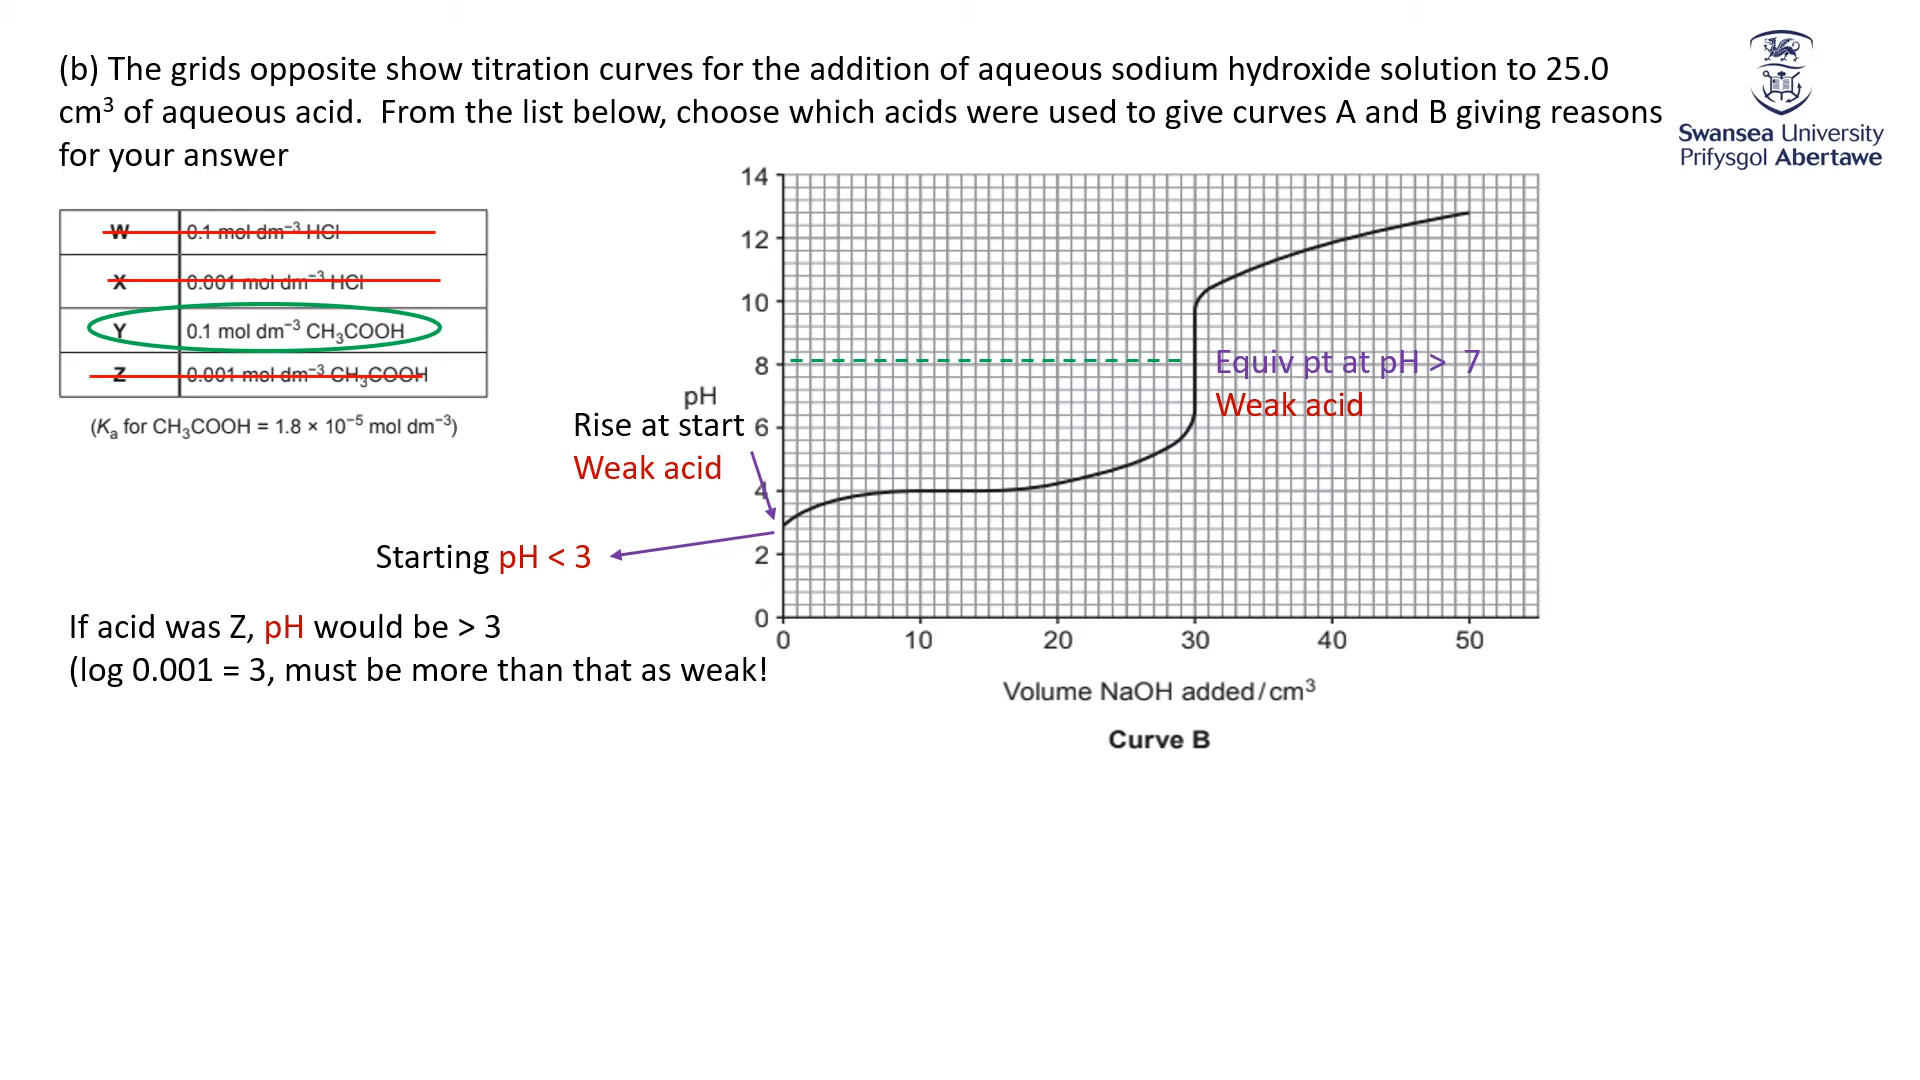 (b) The grids opposite show titration curves for the addition of aqueous sodium hydroxide solution to 25.0
cm³ of aqueous acid. From the list below, choose which acids were used to give curves A and B giving reasons
for your answer
Swansea University
Prifysgol Abertawe
W 0.1 mol dm⁻³ HCl
X 0.001 mol dm⁻³ HCl
Y 0.1 mol dm⁻³ CH₃COOH
Z 0.001 mol dm⁻³ CH₃COOH
(Kₐ for CH₃COOH = 1.8 × 10⁻⁵ mol dm⁻³)
14
12
10
8
6
4
2
0
pH
Rise at start
Weak acid
Equiv pt at pH > 7
Weak acid
Starting pH < 3
If acid was Z, pH would be > 3
(log 0.001 = 3, must be more than that as weak!
0 10 20 30 40 50
Volume NaOH added/cm³
Curve B